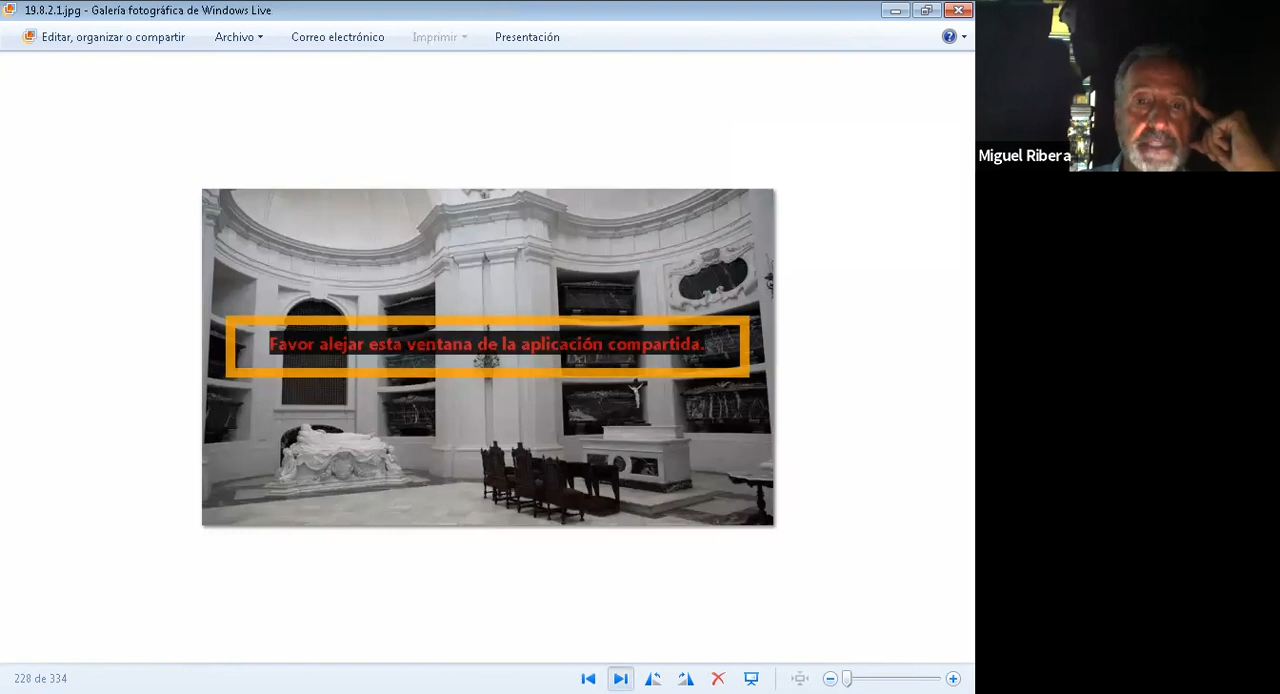 19.8.2.1.jpg - Galería fotográfica de Windows Live
Editar, organizar o compartir Archivo Correo electrónico Imprimir Presentación
Miguel Ribera
Favor alejar esta ventana de la aplicación compartida.
228 de 334